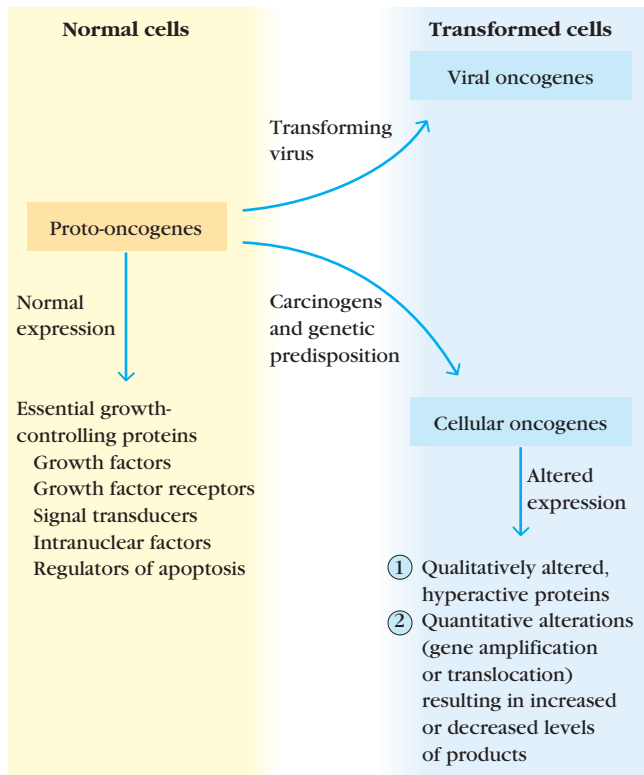 Normal cells
Transformed cells
Viral oncogenes
Transforming
virus
Proto-oncogenes
Normal
expression
Carcinogens
and genetic
predisposition
Essential growth-
controlling proteins
Growth factors
Growth factor receptors
Signal transducers
Intranuclear factors
Regulators of apoptosis
Cellular oncogenes
Altered
expression
1 Qualitatively altered,
hyperactive proteins
2 Quantitative alterations
(gene amplification
or translocation)
resulting in increased
or decreased levels
of products